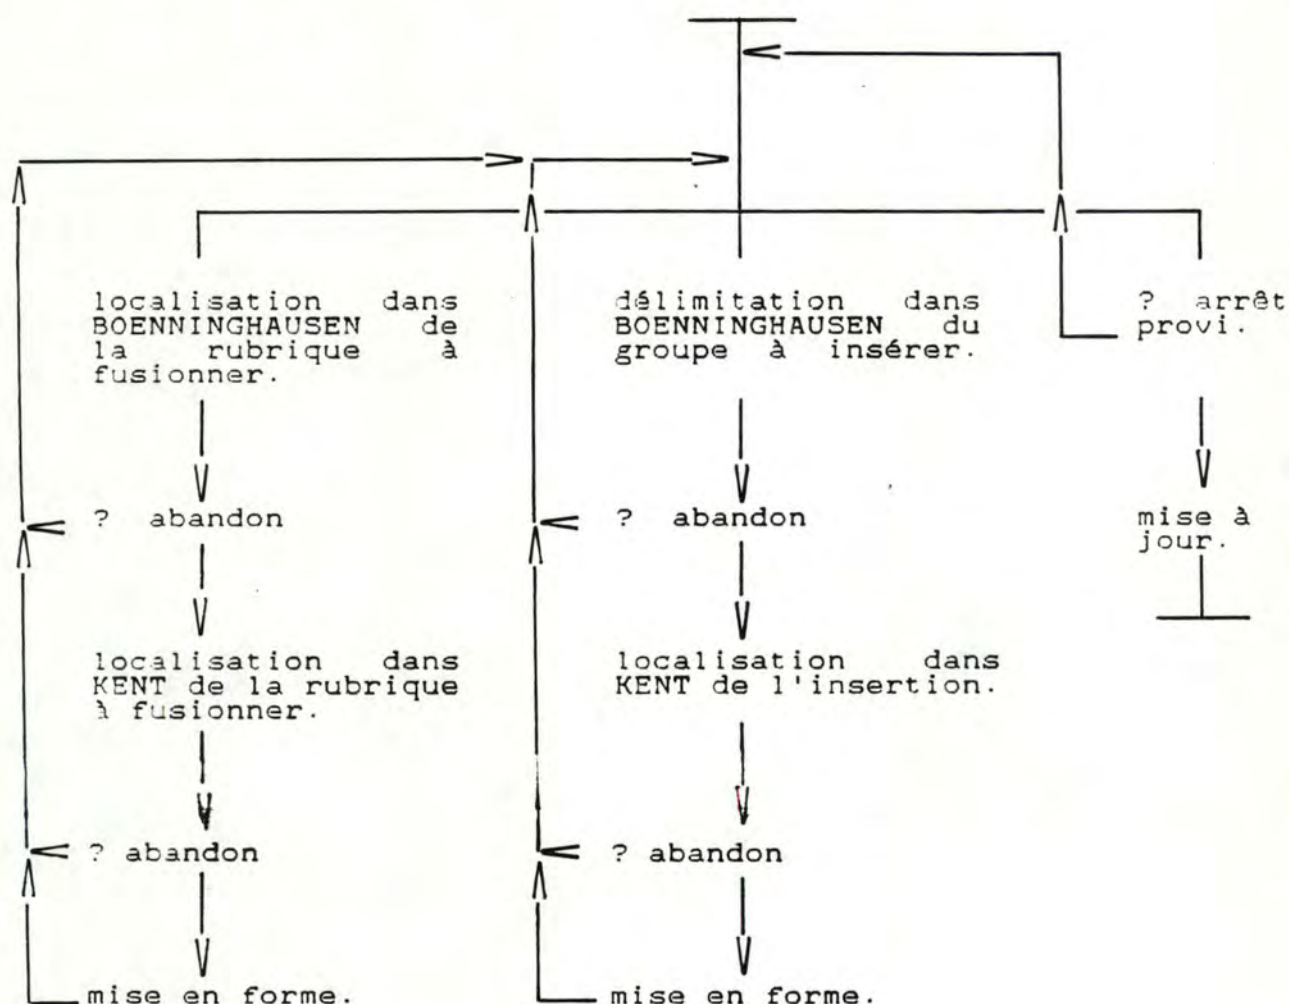 localisation dans
BOENNINGHAUSEN de
la rubrique à
fusionner.
? abandon
localisation dans
KENT de la rubrique
à fusionner.
? abandon
mise en forme.
délimitation dans
BOENNINGHAUSEN du
groupe à insérer.
? abandon
localisation dans
KENT de l'insertion.
? abandon
mise en forme.
? arrêt
provi.
mise à
jour.